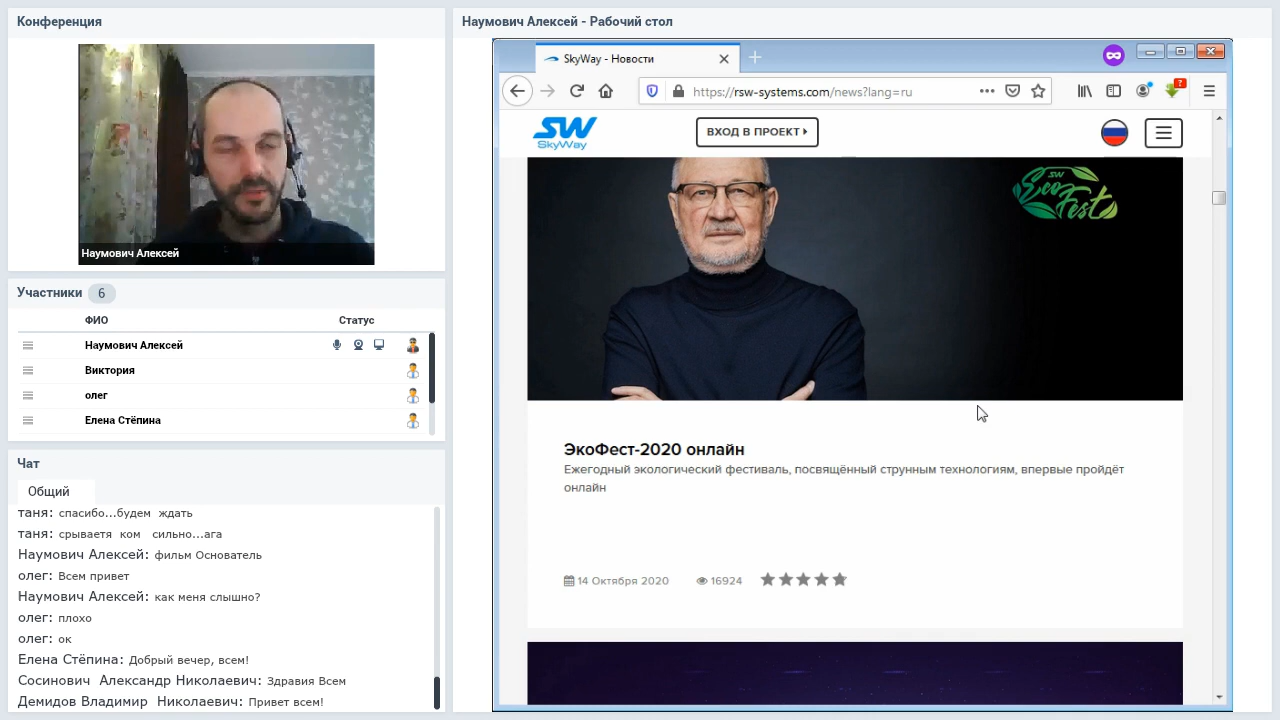 Конференция
Наумович Алексей
Участники 6
ФИО Статус
Наумович Алексей
Виктория
олег
Елена Стёпина
Чат
Общий
таня: спасибо...будем ждать
таня: срываетя ком сильно...ага
Наумович Алексей: фильм Основатель
олег: Всем привет
Наумович Алексей: как меня слышно?
олег: плохо
олег: ок
Елена Стёпина: Добрый вечер, всем!
Сосинович Александр Николаевич: Здравия Всем
Демидов Владимир Николаевич: Привет всем!
Наумович Алексей - Рабочий стол
SkyWay - Новости
https://rsw-systems.com/news?lang=ru
?
SW
SkyWay
ВХОД В ПРОЕКТ
SW
EcoFest
ЭкоФест-2020 онлайн
Ежегодный экологический фестиваль, посвящённый струнным технологиям, впервые пройдёт
онлайн
14 Октября 2020 16924